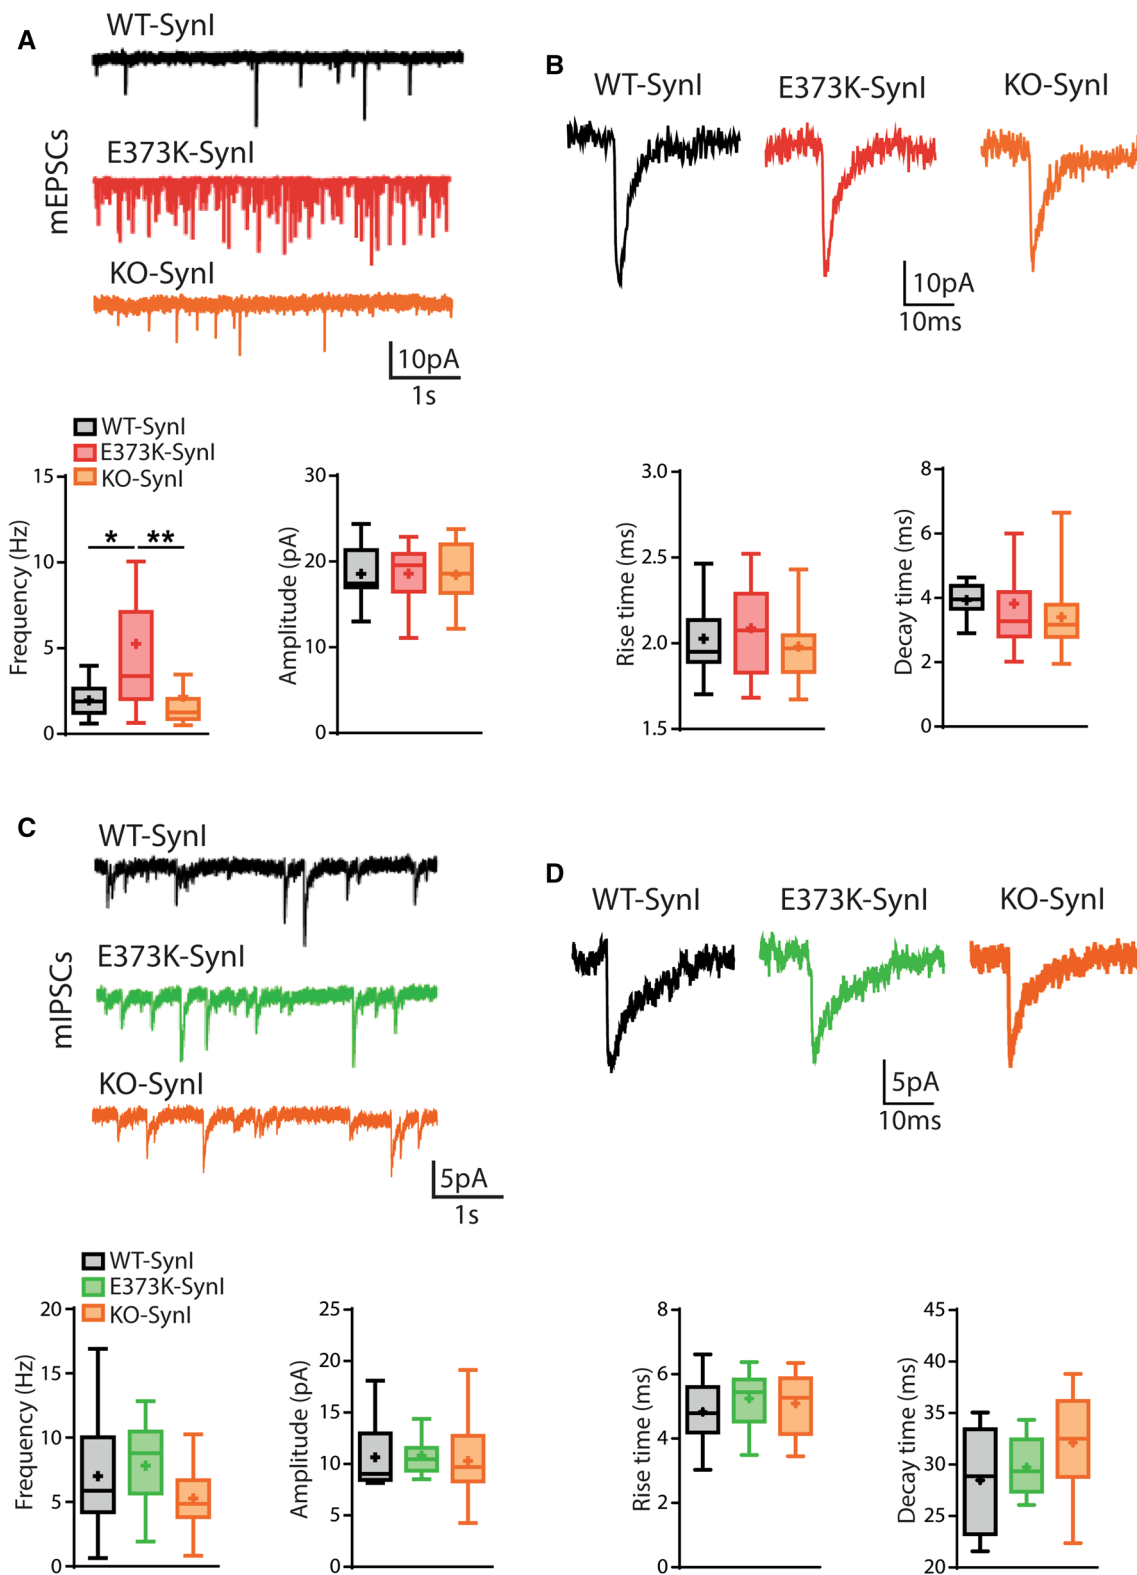 A
WT-SynI
mEPSCs
E373K-SynI
KO-SynI
10pA
1s
B
WT-SynI
E373K-SynI
KO-SynI
10pA
10ms
WT-SynI
E373K-SynI
KO-SynI
Frequency (Hz)
15
10
5
0
*
**
Amplitude (pA)
30
20
10
0
Rise time (ms)
3.0
2.5
2.0
1.5
Decay time (ms)
8
6
4
2
0
C
WT-SynI
mIPSCs
E373K-SynI
KO-SynI
5pA
1s
D
WT-SynI
E373K-SynI
KO-SynI
5pA
10ms
WT-SynI
E373K-SynI
KO-SynI
Frequency (Hz)
20
15
10
5
0
Amplitude (pA)
25
20
15
10
5
0
Rise time (ms)
8
6
4
2
0
Decay time (ms)
45
40
35
30
25
20